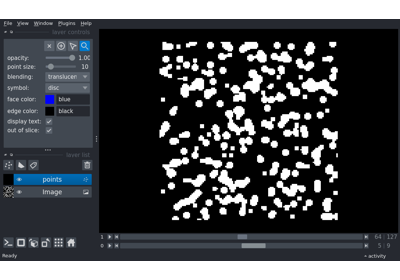 File View Window Plugins Help
layer controls
opacity: 1.00
point size: 10
blending: translucen
symbol: disc
face color: blue
edge color: black
display text:
out of slice:
layer list
points
Image
1 64 127
0 5 9
Ready activity